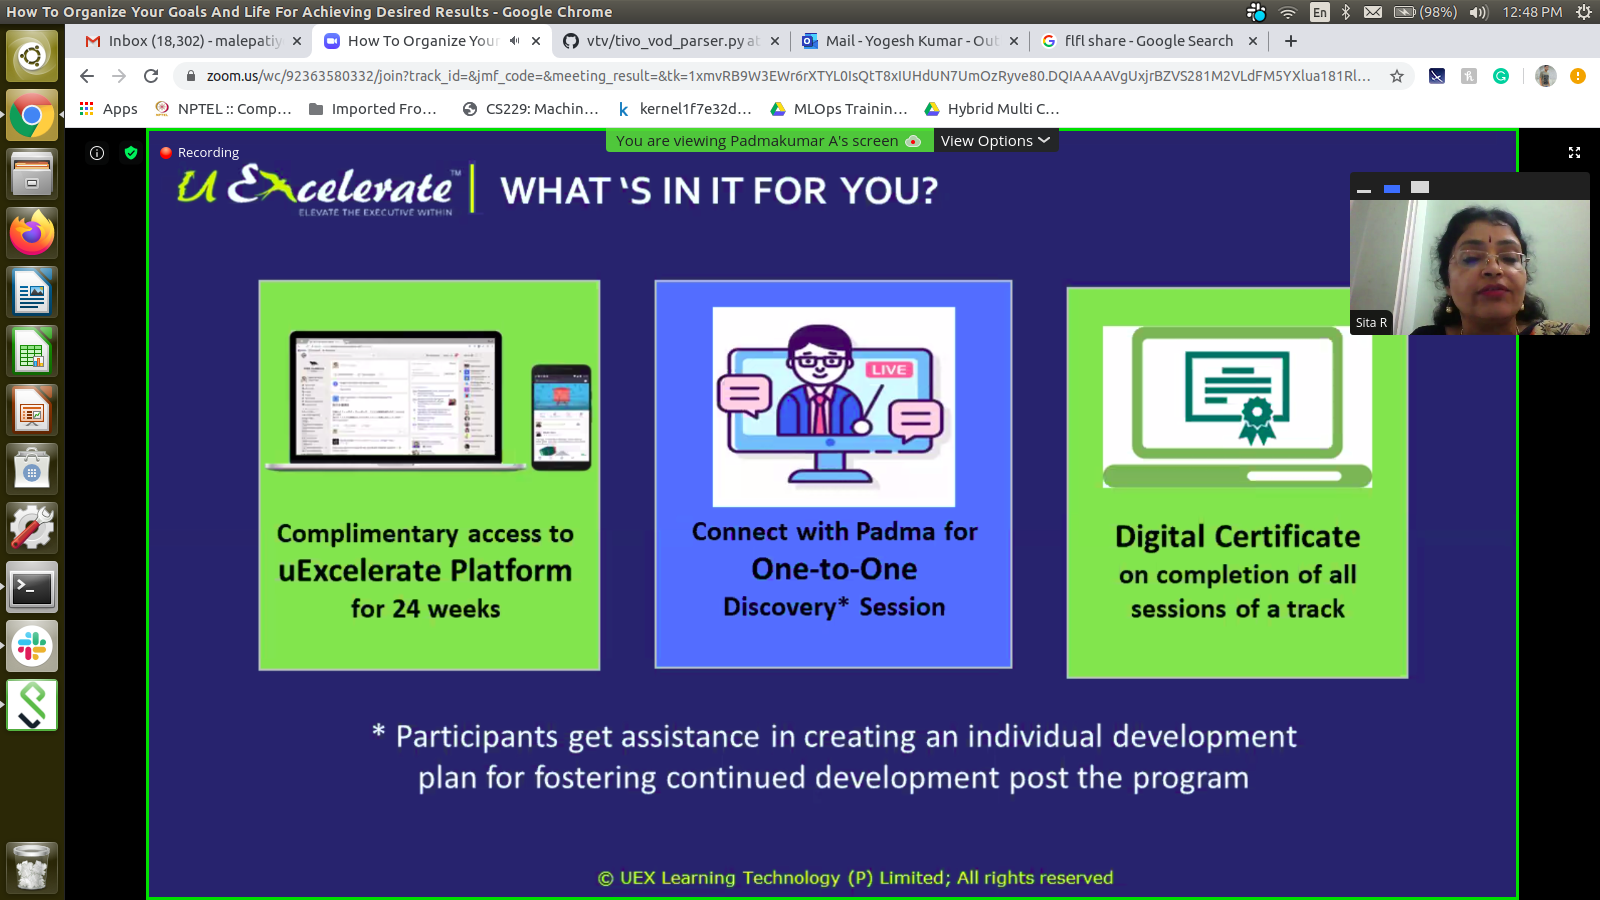 How To Organize Your Goals And Life For Achieving Desired Results - Google Chrome
En
(98%)
12:48 PM
Inbox (18,302) - malepatiy
How To Organize Your
vtv/tivo_vod_parser.py at
Mail - Yogesh Kumar - Out
flfl share - Google Search
zoom.us/wc/92363580332/join?track_id=&jmf_code=&meeting_result=&tk=1xmvRB9W3EWr6rXTYL0IsQtT8xIUHdUN7UmOzRyve80.DQIAAAAVgUxjrBZVS281M2VLdFM5YXlua181Rl...
Apps
NPTEL :: Comp...
Imported Fro...
CS229: Machin...
kernel1f7e32d...
MLOps Trainin...
Hybrid Multi C...
You are viewing Padmakumar A's screen
View Options
Recording
U Excelerate™
ELEVATE THE EXECUTIVE WITHIN
WHAT 'S IN IT FOR YOU?
Sita R
LIVE
Complimentary access to
uExcelerate Platform
for 24 weeks
Connect with Padma for
One-to-One
Discovery* Session
Digital Certificate
on completion of all
sessions of a track
* Participants get assistance in creating an individual development
plan for fostering continued development post the program
© UEX Learning Technology (P) Limited; All rights reserved